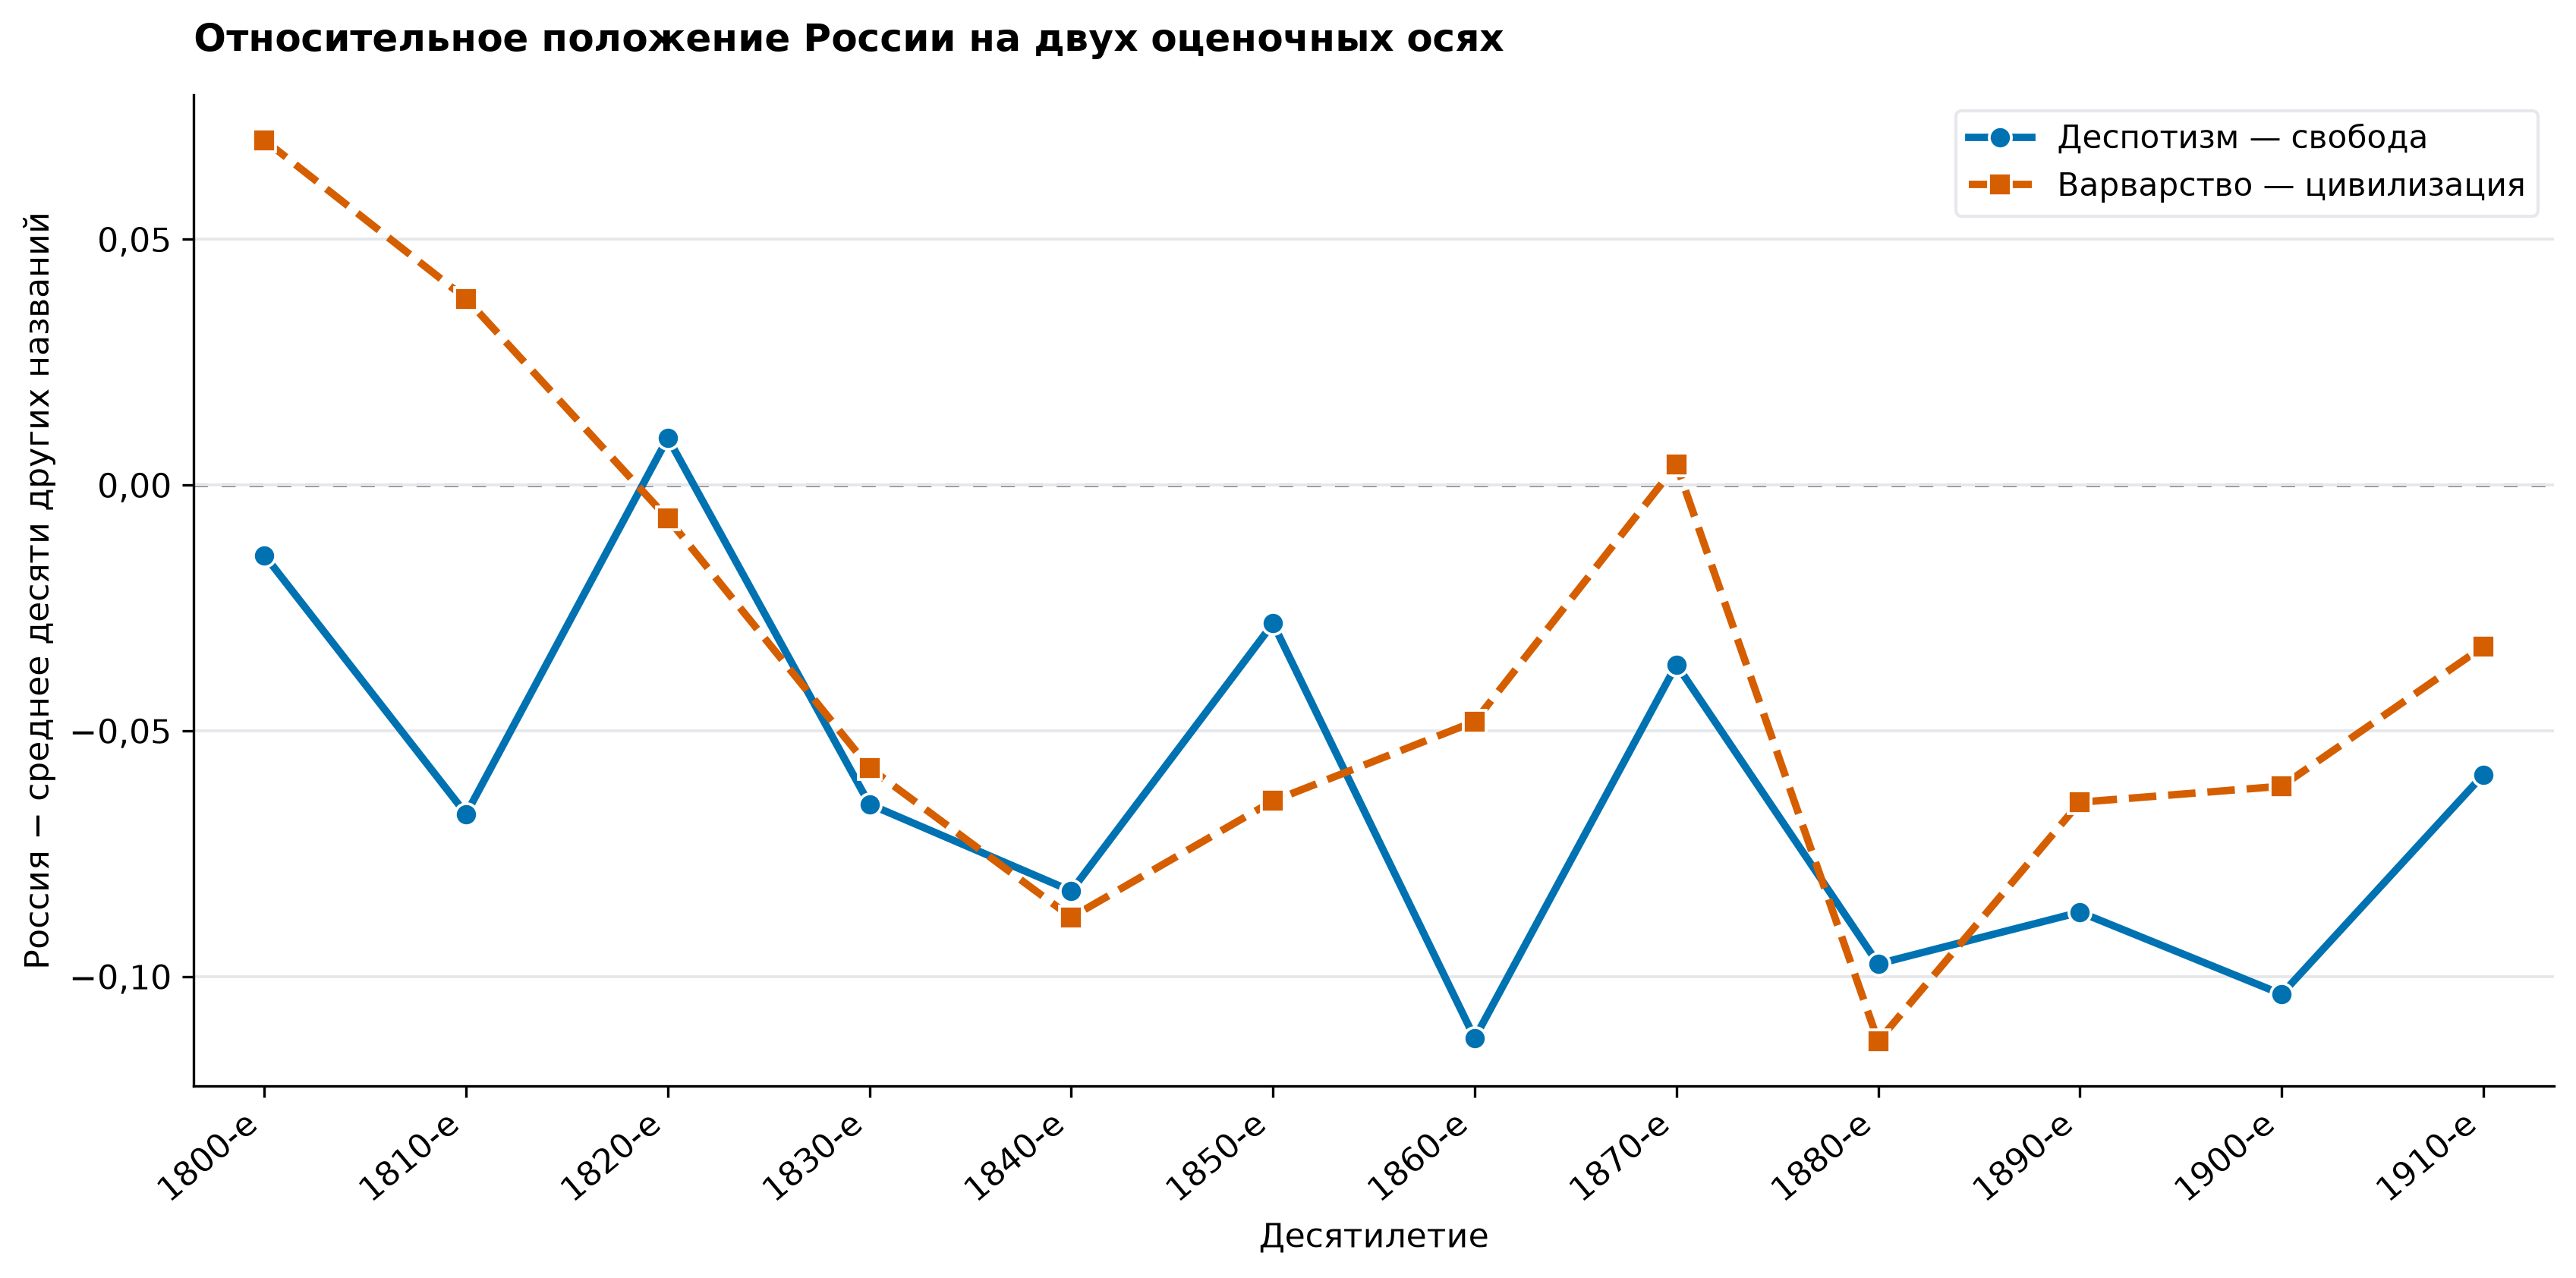 Относительное положение России на двух оценочных осях
Деспотизм — свобода
Варварство — цивилизация
Россия − среднее десяти других названий
0,05
0,00
−0,05
−0,10
1800-е
1810-е
1820-е
1830-е
1840-е
1850-е
1860-е
1870-е
1880-е
1890-е
1900-е
1910-е
Десятилетие